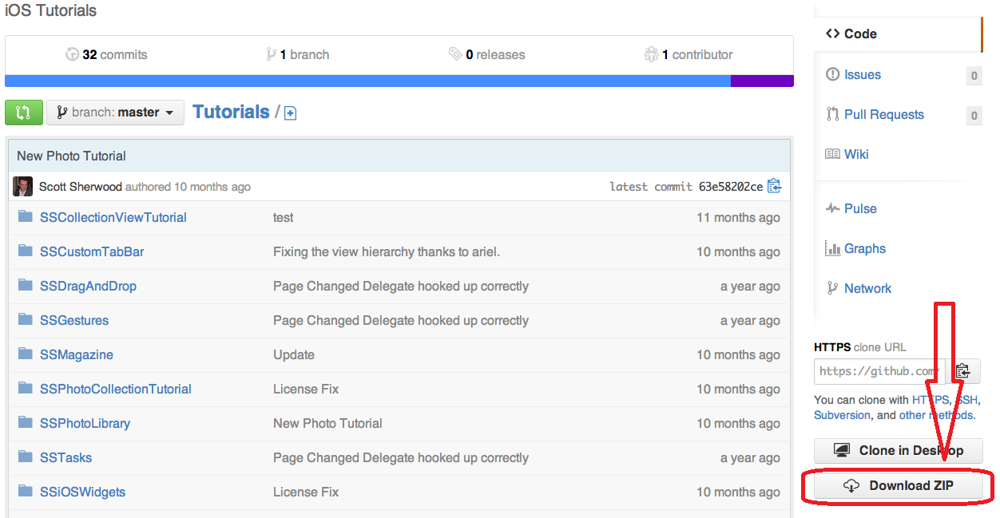 iOS Tutorials
32 commits 1 branch 0 releases 1 contributor
branch: master Tutorials /
New Photo Tutorial
Scott Sherwood authored 10 months ago latest commit 63e58202ce
SSCollectionViewTutorial test 11 months ago
SSCustomTabBar Fixing the view hierarchy thanks to ariel. 10 months ago
SSDragAndDrop Page Changed Delegate hooked up correctly a year ago
SSGestures Page Changed Delegate hooked up correctly a year ago
SSMagazine Update 10 months ago
SSPhotoCollectionTutorial License Fix 10 months ago
SSPhotoLibrary New Photo Tutorial 10 months ago
SSTasks Page Changed Delegate hooked up correctly a year ago
SSiOSWidgets License Fix 10 months ago
Code
Issues 0
Pull Requests 0
Wiki
Pulse
Graphs
Network
HTTPS clone URL
https://github.com/
You can clone with HTTPS, SSH,
Subversion, and other methods.
Clone in Desktop
Download ZIP